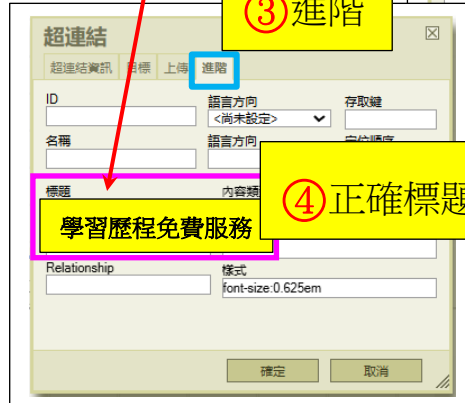 ③進階
超連結
超連結資訊 目標 上傳 進階
ID 語言方向 存取鍵
<尚未設定>
名稱 語言方向
標題 內容類
④正確標題
學習歷程免費服務
Relationship 樣式
font-size:0.625em
確定 取消